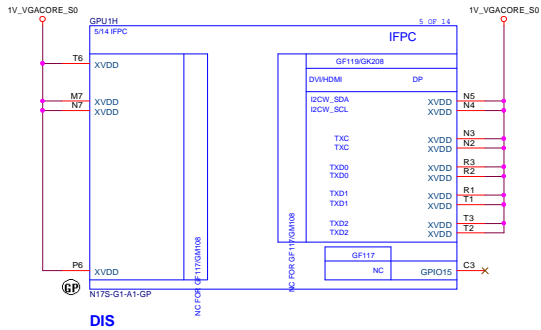 1V_VGACORE_S0
1V_VGACORE_S0
GPU1H
5 OF 14
5/14 IFPC
IFPC
T6 XVDD
M7 XVDD
N7 XVDD
P6 XVDD
NC FOR GF117/GM108
NC FOR GF117/GM108
GF119/GK208
DVI/HDMI DP
I2CW_SDA XVDD N5
I2CW_SCL XVDD N4
TXC XVDD N3
TXC XVDD N2
TXD0 XVDD R3
TXD0 XVDD R2
TXD1 XVDD R1
TXD1 XVDD T1
TXD2 XVDD T3
TXD2 XVDD T2
GF117
NC GPIO15 C3
GP
N17S-G1-A1-GP
DIS